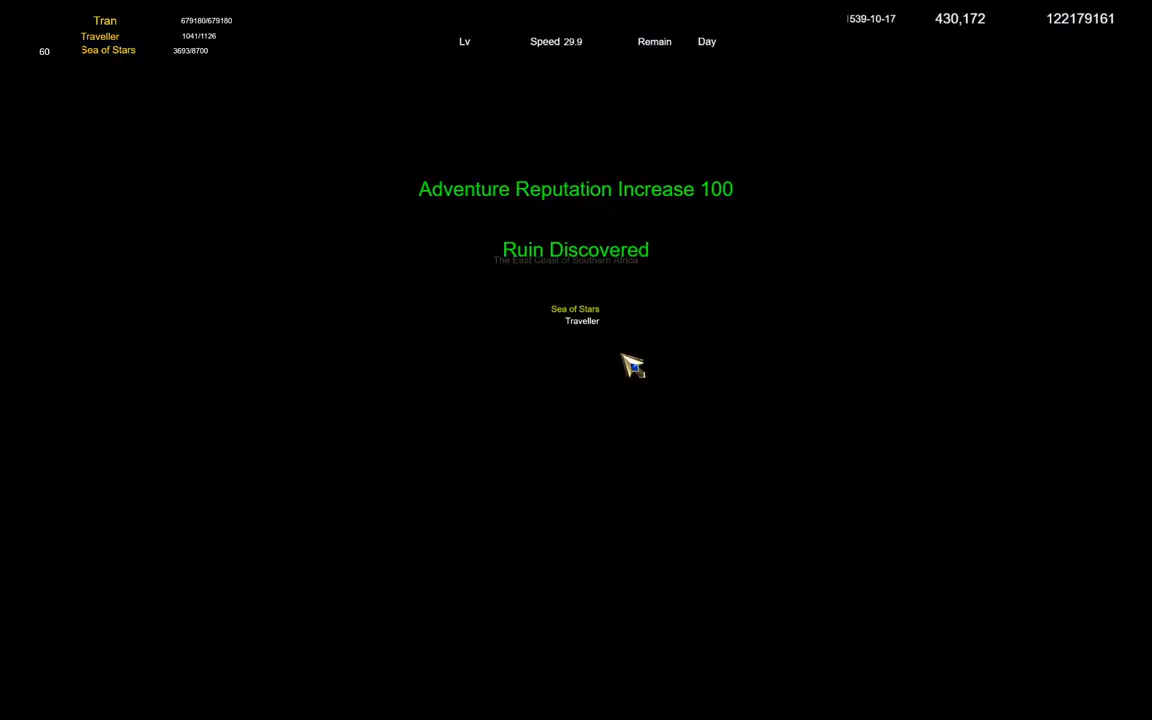 Tran
679180/679180
Traveller
1041/1126
60
Sea of Stars
3693/8700
Lv
Speed 29.9
Remain
Day
539-10-17
430,172
122179161
Adventure Reputation Increase 100
Ruin Discovered
The East Coast of Southern Africa
Sea of Stars
Traveller